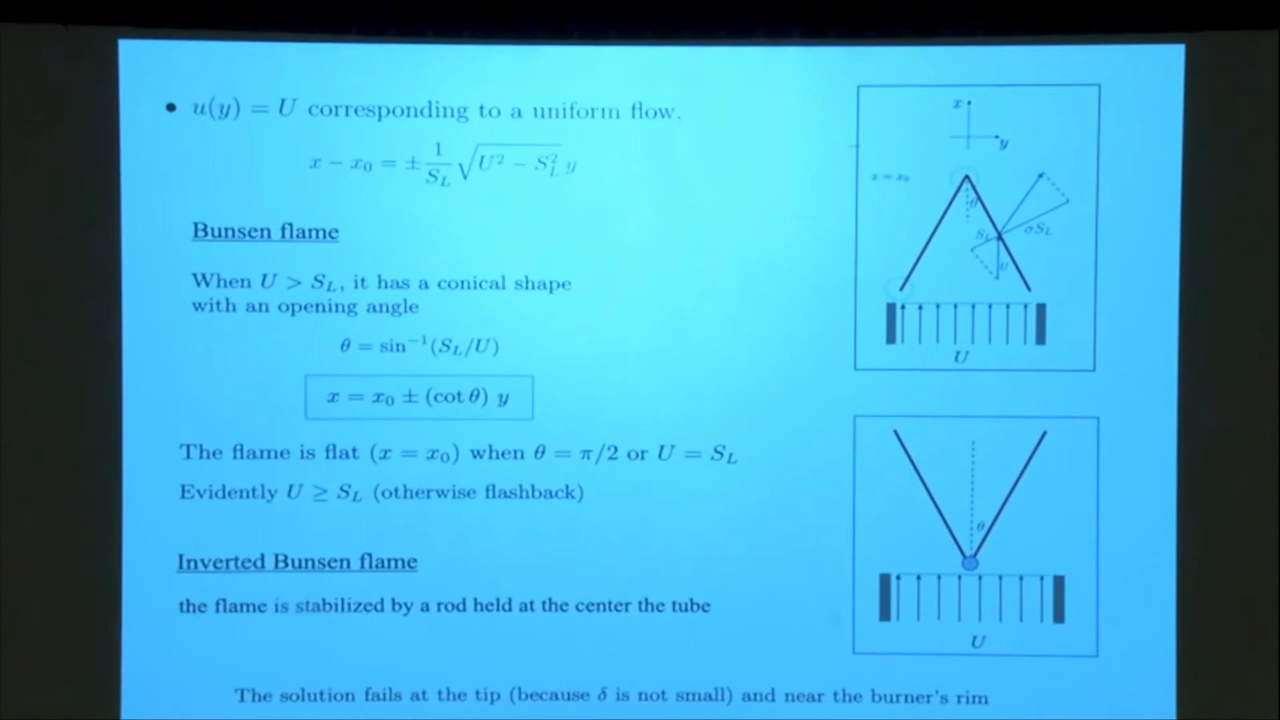 • u(y) = U corresponding to a uniform flow.
x − x₀ = ± 1/S_L √(U² − S_L²) y
Bunsen flame
When U > S_L, it has a conical shape
with an opening angle
θ = sin⁻¹(S_L/U)
x = x₀ ± (cot θ) y
The flame is flat (x = x₀) when θ = π/2 or U = S_L
Evidently U ≥ S_L (otherwise flashback)
Inverted Bunsen flame
the flame is stabilized by a rod held at the center the tube
The solution fails at the tip (because δ is not small) and near the burner's rim
x
y
x = x₀
θ
S_L
σS_L
U
U
θ
U